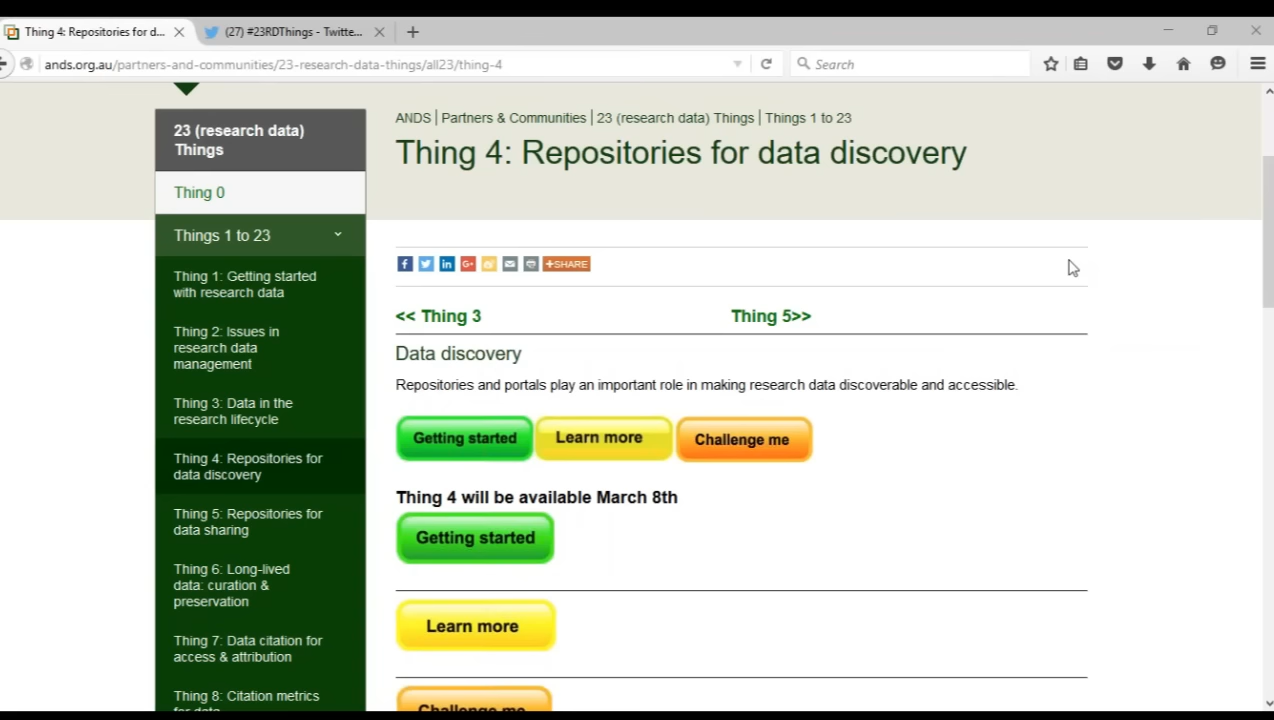 Thing 4: Repositories for d...
(27) #23RDThings - Twitte...
ands.org.au/partners-and-communities/23-research-data-things/all23/thing-4
Search
23 (research data)
Things
Thing 0
Things 1 to 23
Thing 1: Getting started
with research data
Thing 2: Issues in
research data
management
Thing 3: Data in the
research lifecycle
Thing 4: Repositories for
data discovery
Thing 5: Repositories for
data sharing
Thing 6: Long-lived
data: curation &
preservation
Thing 7: Data citation for
access & attribution
Thing 8: Citation metrics
for data
ANDS | Partners & Communities | 23 (research data) Things | Things 1 to 23
Thing 4: Repositories for data discovery
+SHARE
<< Thing 3 Thing 5>>
Data discovery
Repositories and portals play an important role in making research data discoverable and accessible.
Getting started Learn more Challenge me
Thing 4 will be available March 8th
Getting started
Learn more
Challenge me